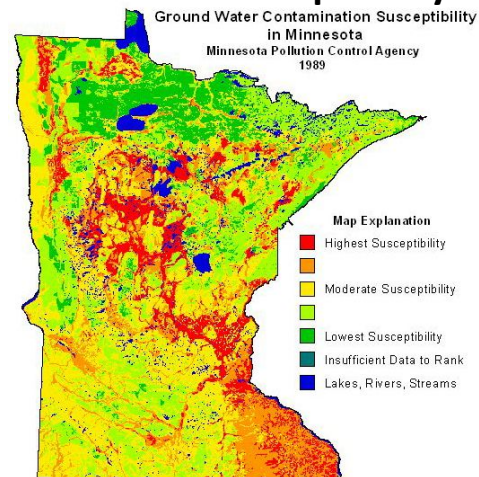 Ground Water Contamination Susceptibility
in Minnesota
Minnesota Pollution Control Agency
1989
Map Explanation
Highest Susceptibility
Moderate Susceptibility
Lowest Susceptibility
Insufficient Data to Rank
Lakes, Rivers, Streams